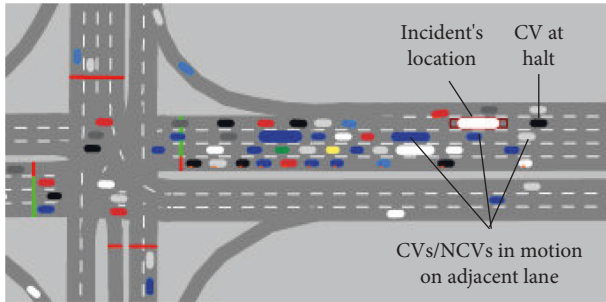 Incident's
location
CV at
halt
CVs/NCVs in motion
on adjacent lane